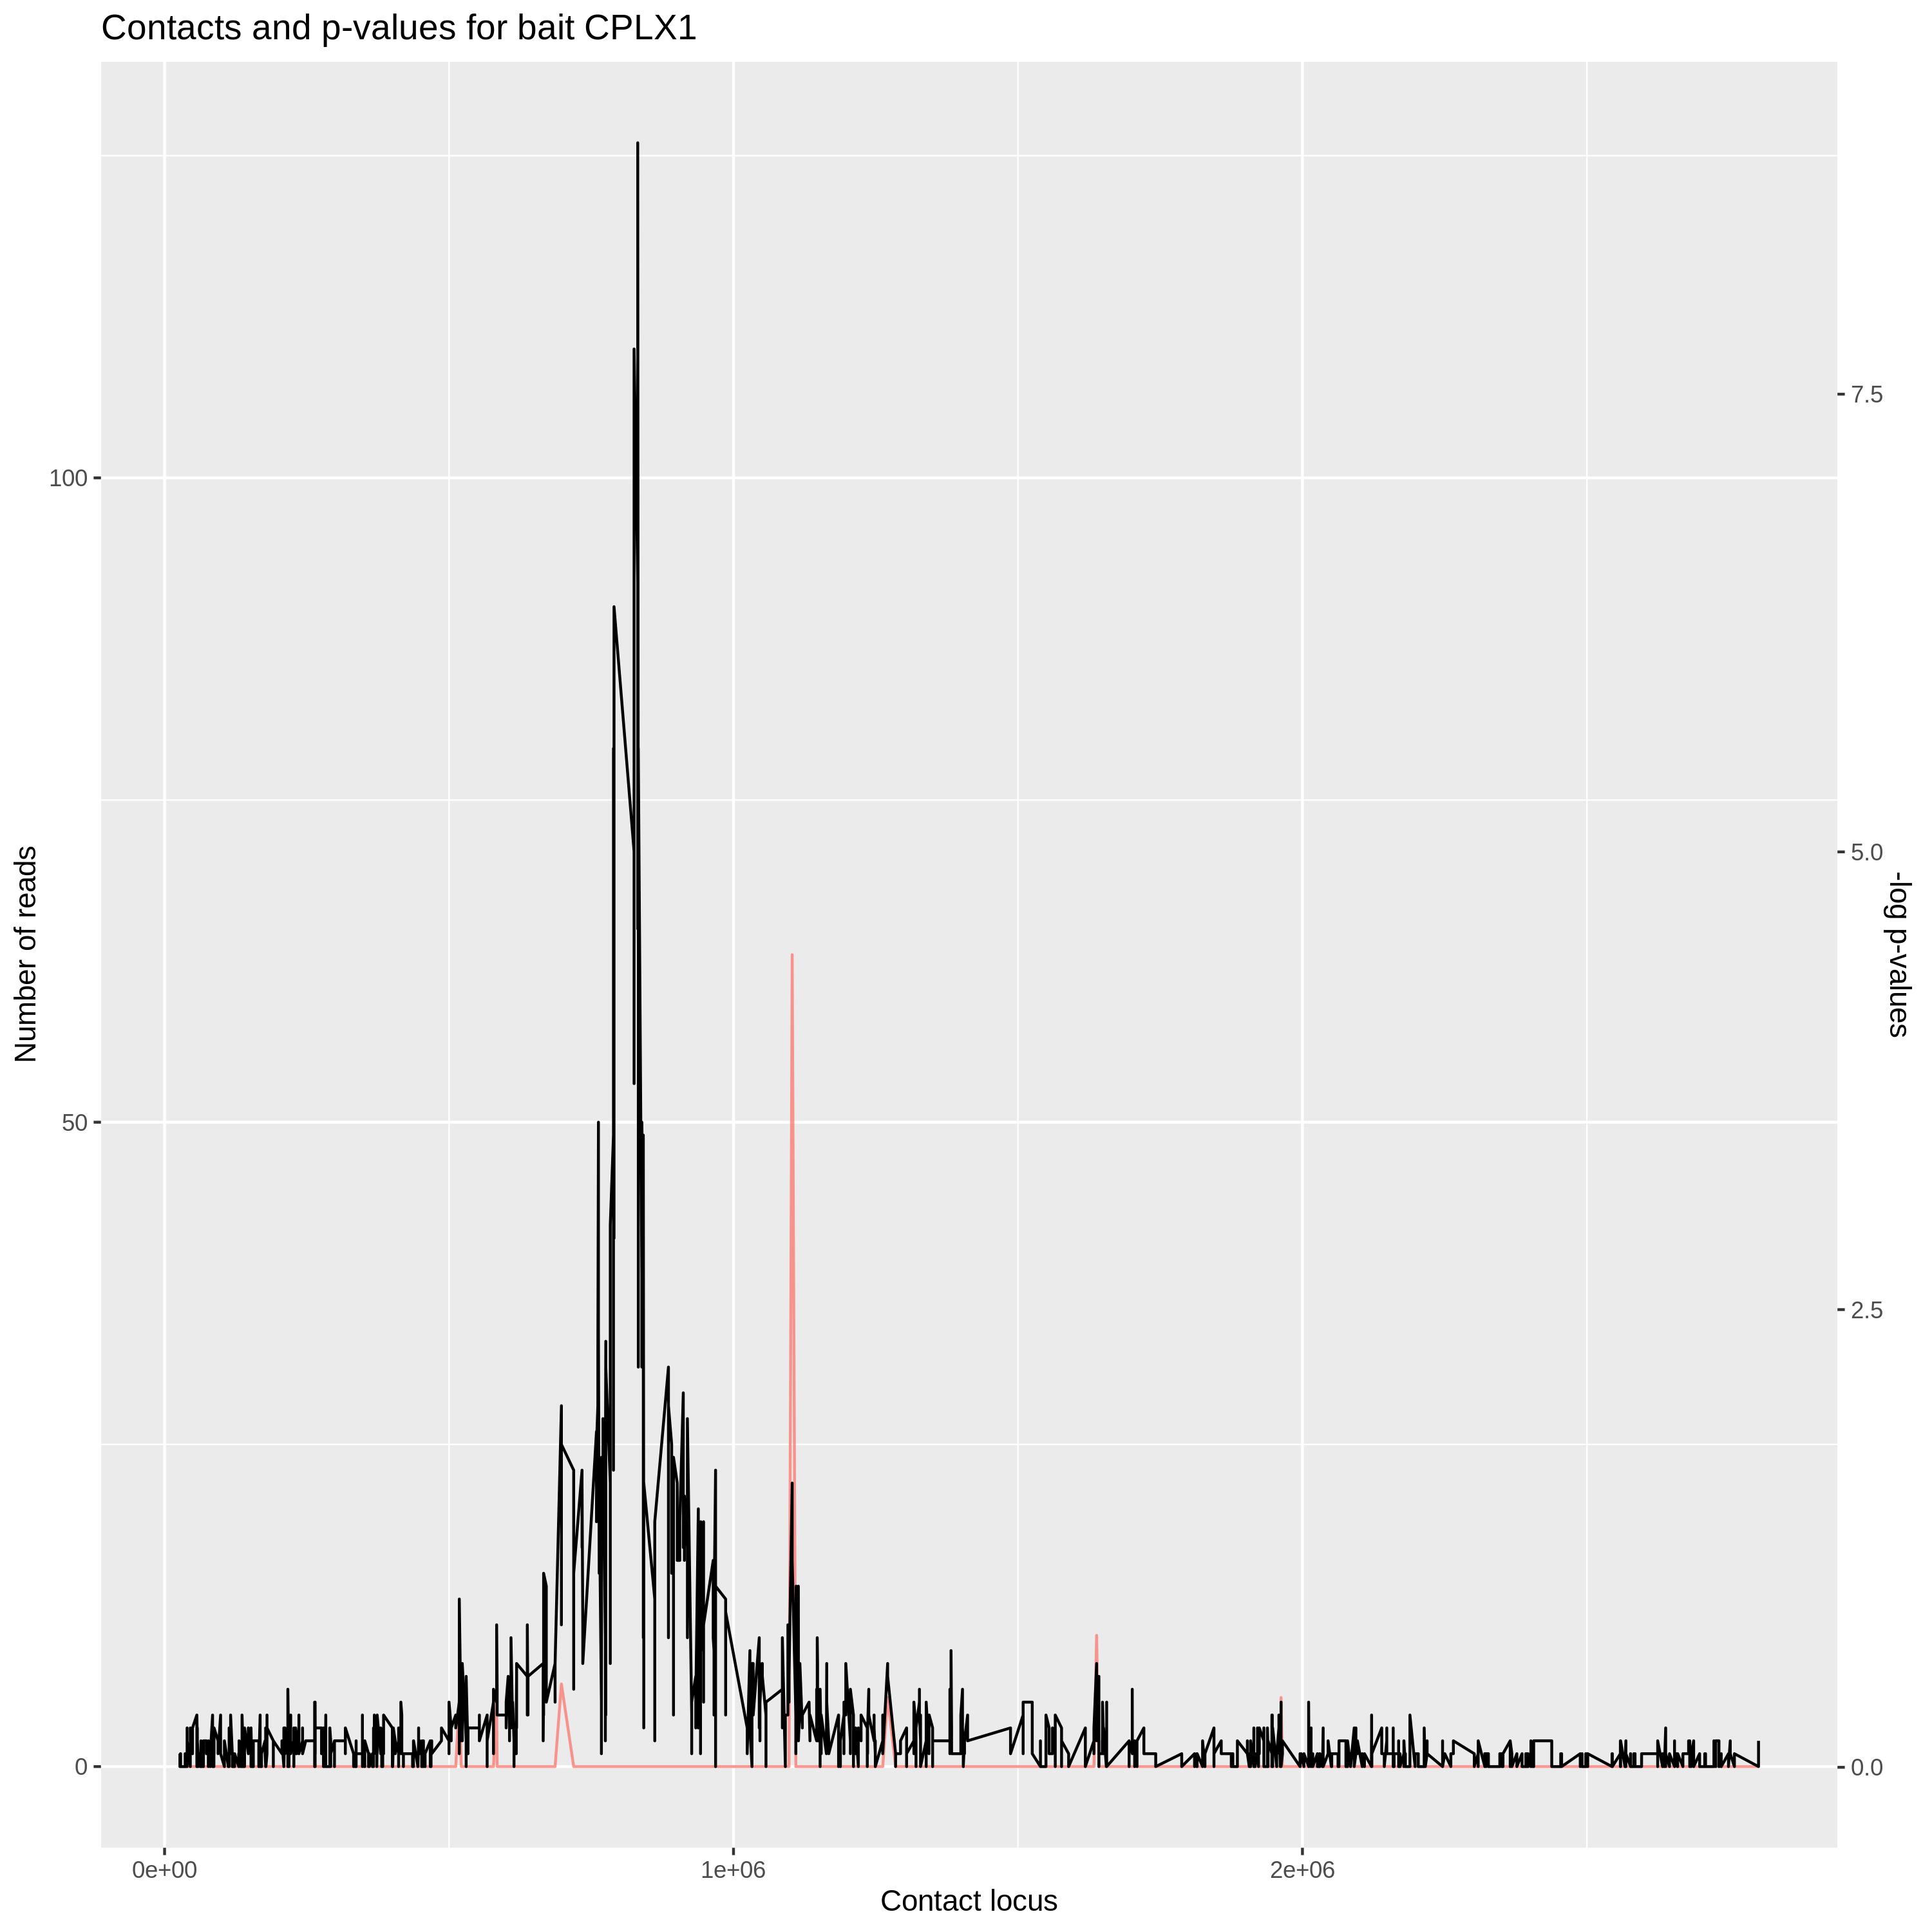 Contacts and p-values for bait CPLX1
100
50
0
Number of reads
7.5
5.0
2.5
0.0
-log p-values
0e+00
1e+06
2e+06
Contact locus